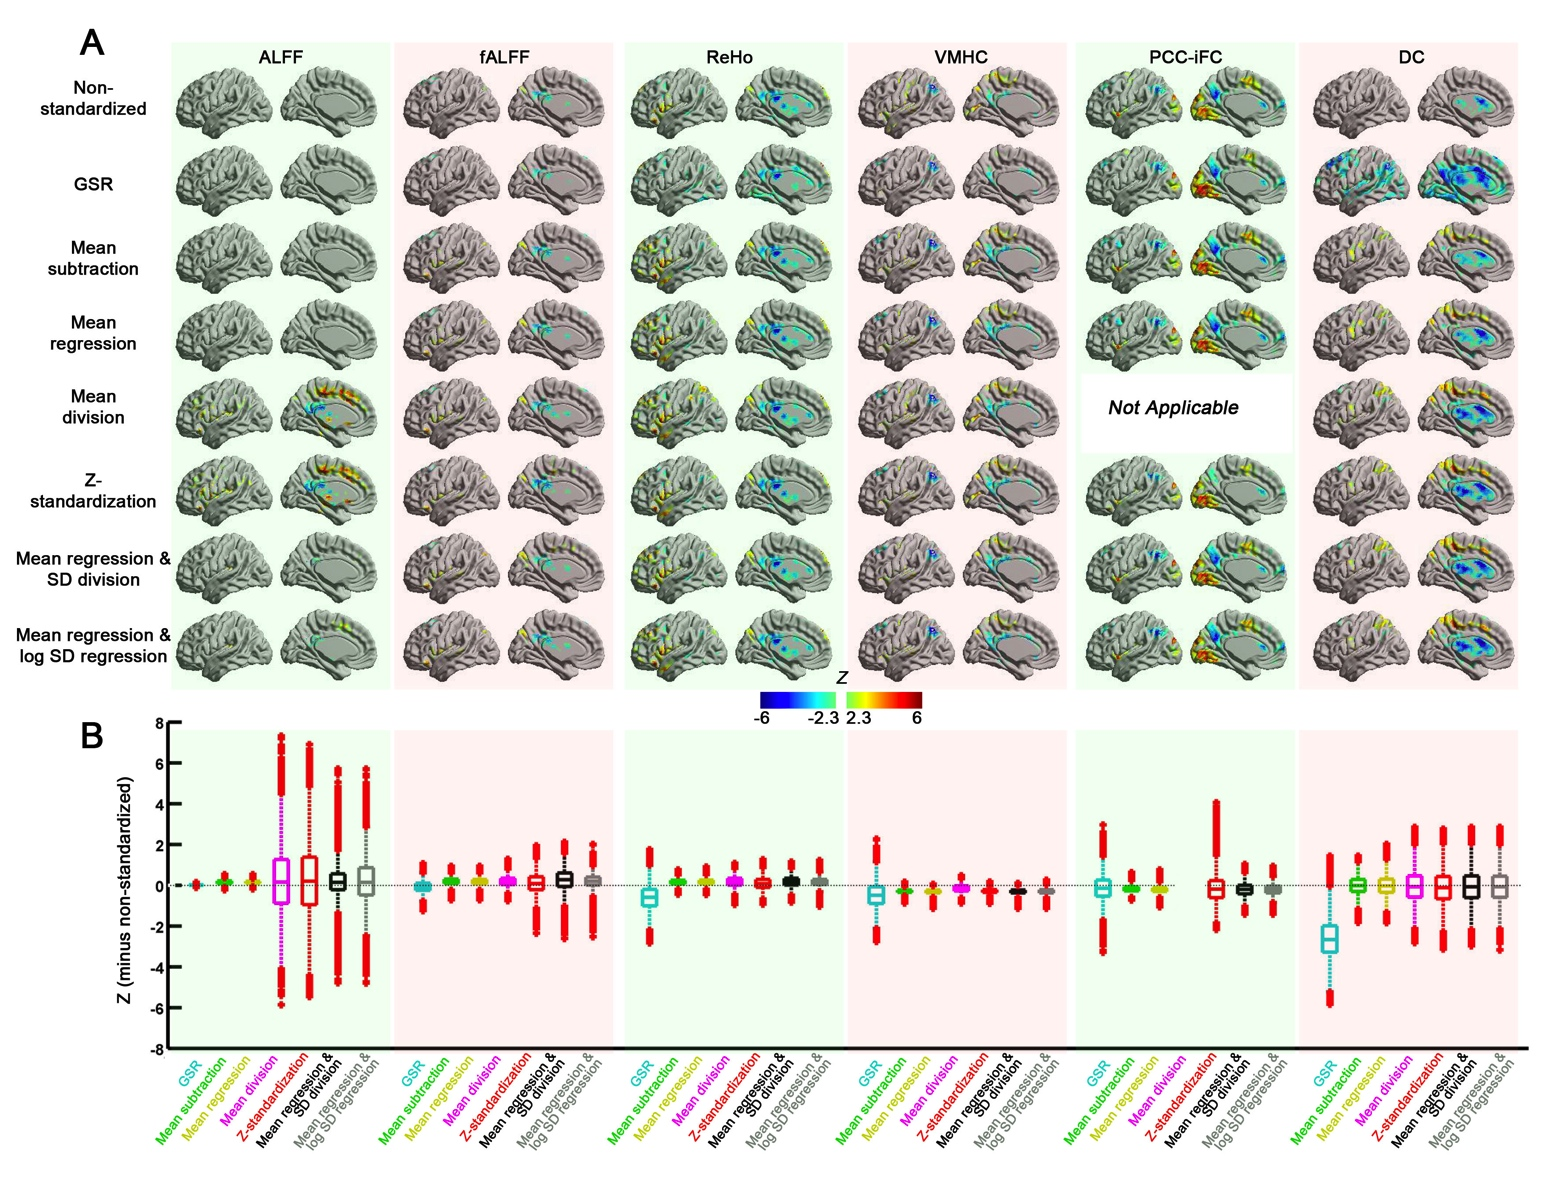 A
ALFF
fALFF
ReHo
VMHC
PCC-iFC
DC
Non-
standardized
GSR
Mean
subtraction
Mean
regression
Mean
division
Not Applicable
Z-
standardization
Mean regression &
SD division
Mean regression &
log SD regression
Z
-6
-2.3
2.3
6
B
Z (minus non-standardized)
8
6
4
2
0
-2
-4
-6
-8
GSR
Mean subtraction
Mean regression
Mean division
Z-standardization
Mean regression &
SD division
Mean regression &
log SD regression
GSR
Mean subtraction
Mean regression
Mean division
Z-standardization
Mean regression &
SD division
Mean regression &
log SD regression
GSR
Mean subtraction
Mean regression
Mean division
Z-standardization
Mean regression &
SD division
Mean regression &
log SD regression
GSR
Mean subtraction
Mean regression
Mean division
Z-standardization
Mean regression &
SD division
Mean regression &
log SD regression
GSR
Mean subtraction
Mean regression
Mean division
Z-standardization
Mean regression &
SD division
Mean regression &
log SD regression
GSR
Mean subtraction
Mean regression
Mean division
Z-standardization
Mean regression &
SD division
Mean regression &
log SD regression